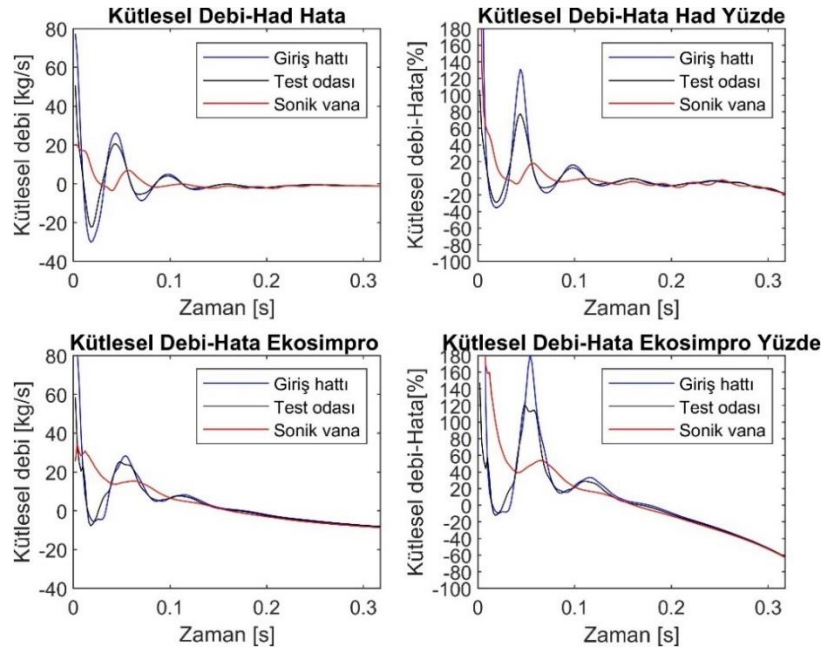 Kütlesel Debi-Had Hata
Kütlesel debi [kg/s]
80
60
40
20
0
-20
-40
Giriş hattı
Test odası
Sonik vana
0
0.1
0.2
0.3
Zaman [s]
Kütlesel Debi-Hata Had Yüzde
Kütlesel debi-Hata[%]
180
160
140
120
100
80
60
40
20
0
-20
-40
-60
-80
-100
Giriş hattı
Test odası
Sonik vana
0
0.1
0.2
0.3
Zaman [s]
Kütlesel Debi-Hata Ekosimpro
Kütlesel debi [kg/s]
80
60
40
20
0
-20
-40
Giriş hattı
Test odası
Sonik vana
0
0.1
0.2
0.3
Zaman [s]
Kütlesel Debi-Hata Ekosimpro Yüzde
Kütlesel debi-Hata[%]
180
160
140
120
100
80
60
40
20
0
-20
-40
-60
-80
-100
Giriş hattı
Test odası
Sonik vana
0
0.1
0.2
0.3
Zaman [s]